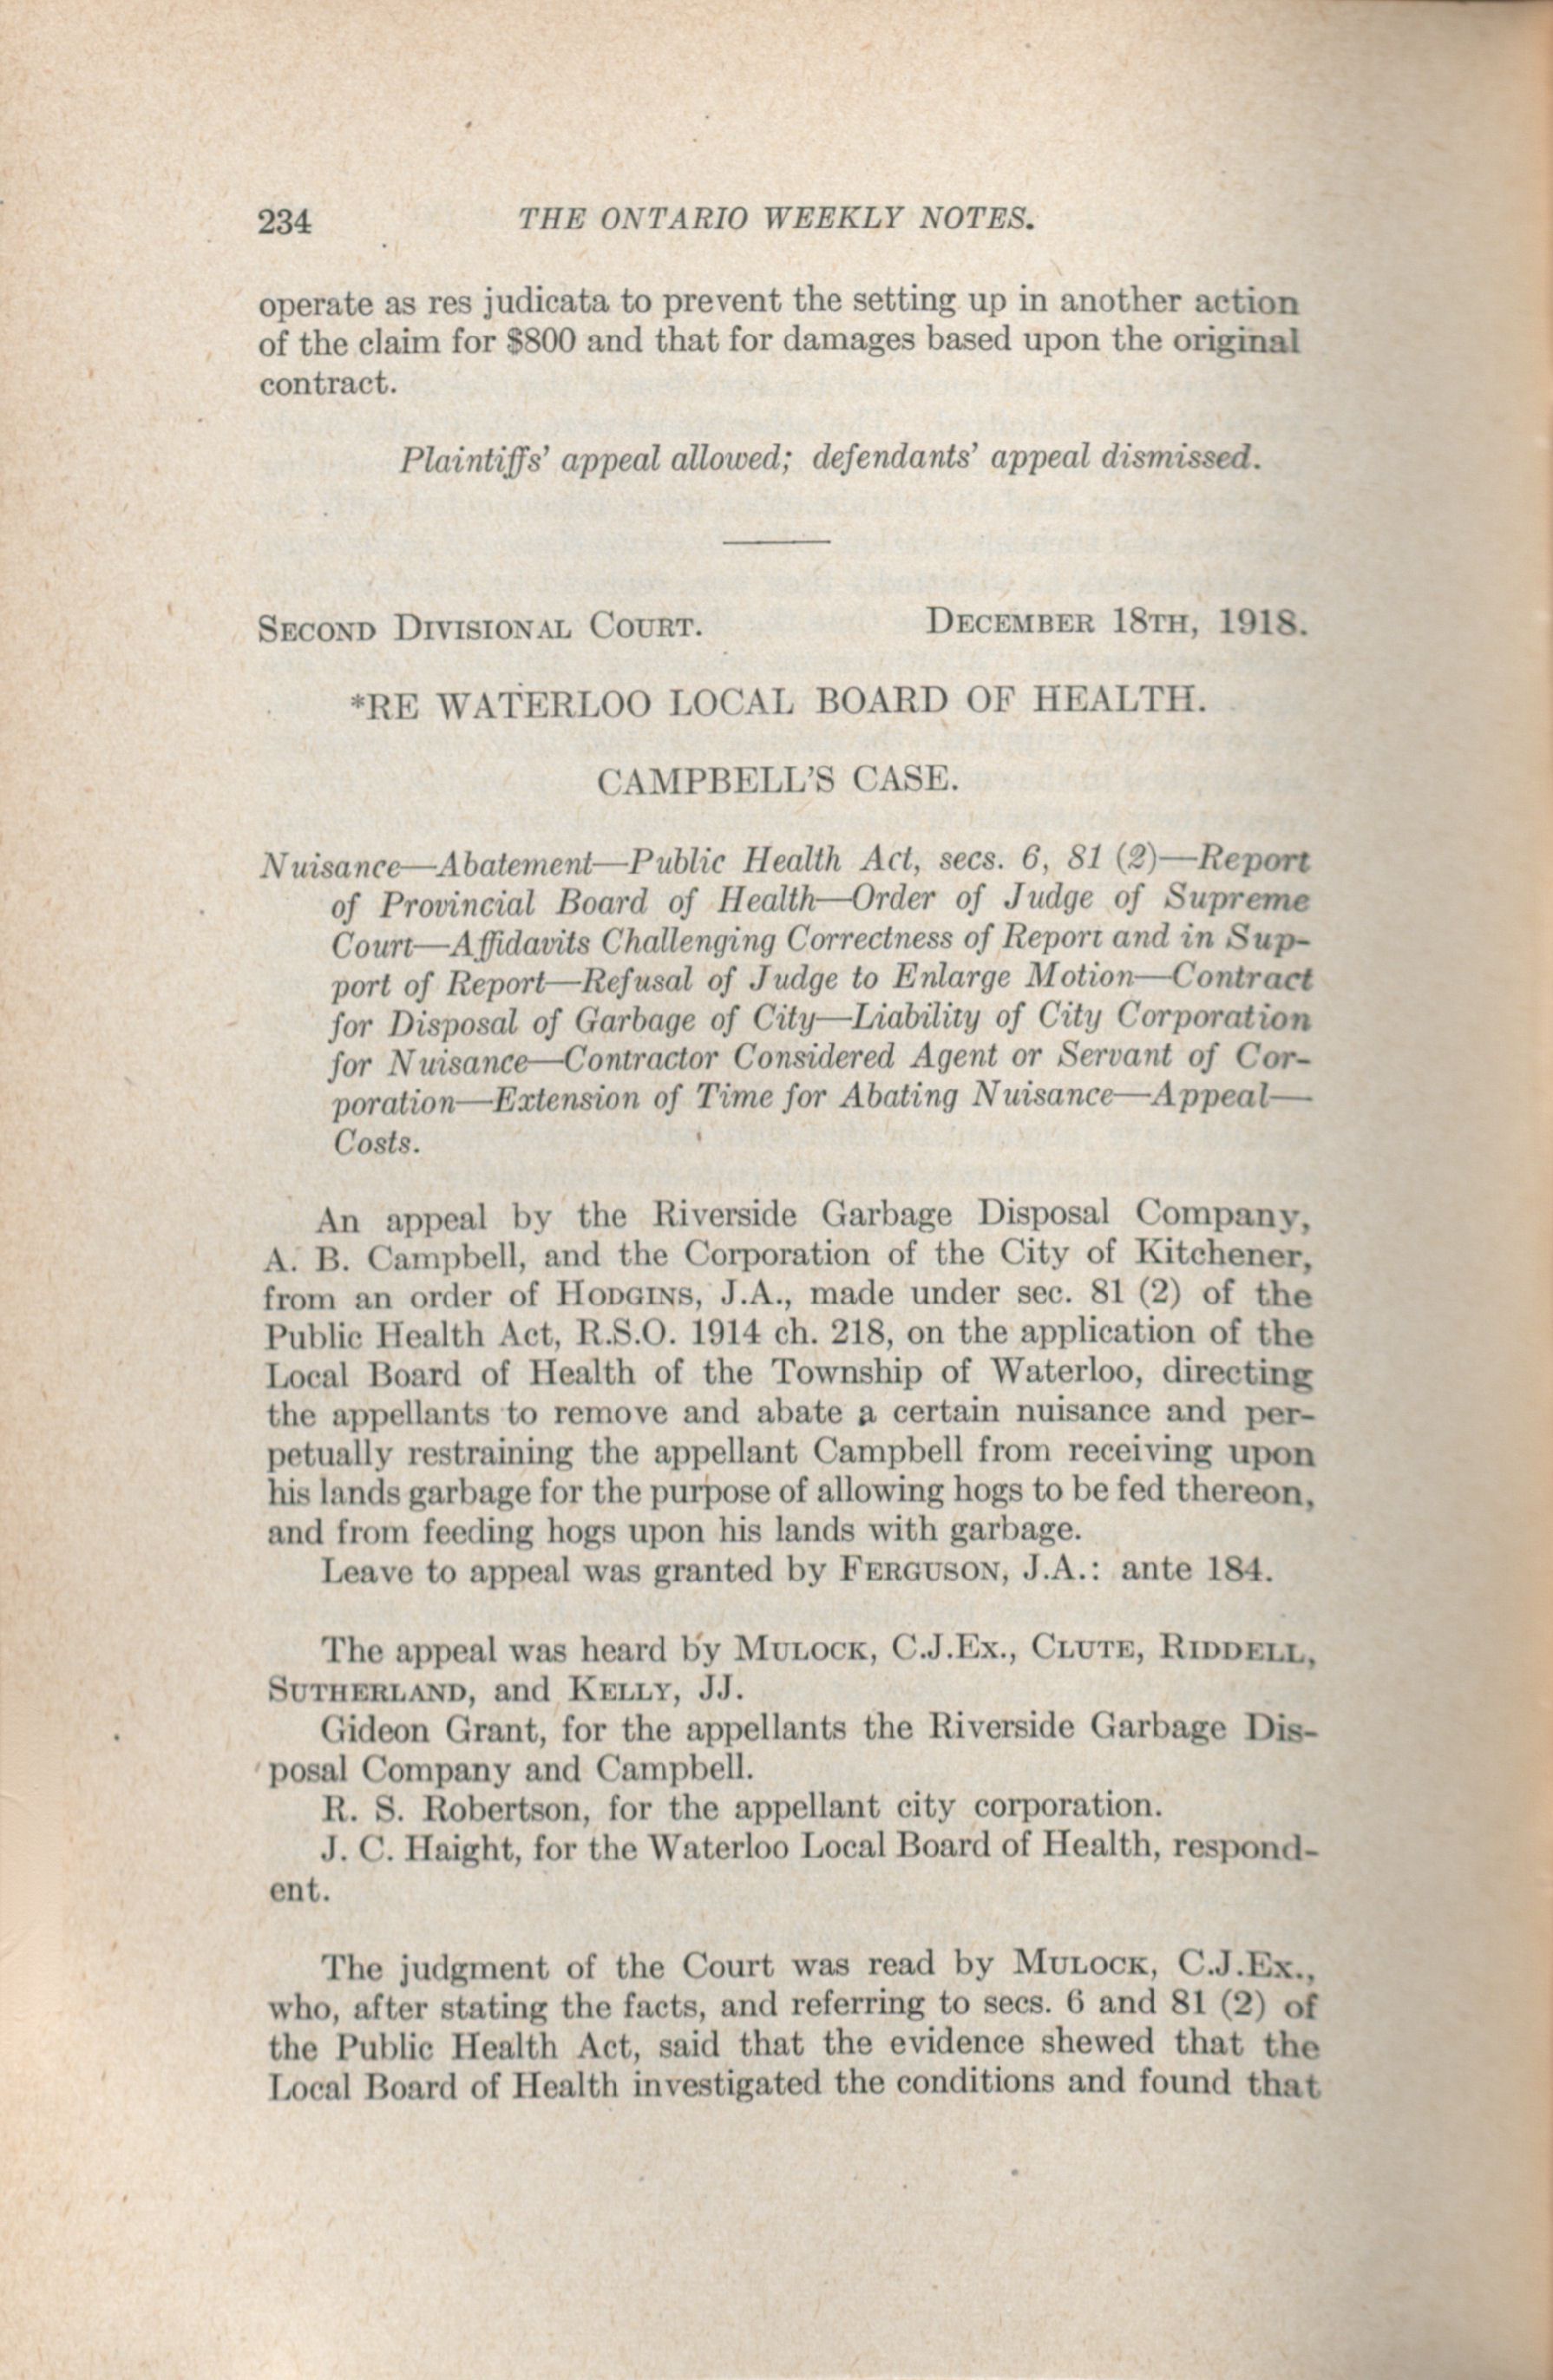 234 THE ONTARIO WEEKLY NOTES.
operate as res judicata to prevent the setting up in another action
of the claim for $800 and that for damages based upon the original
contract.
Plaintiffs' appeal allowed; defendants' appeal dismissed.
SECOND DIVISIONAL COURT. DECEMBER 18TH, 1918.
*RE WATERLOO LOCAL BOARD OF HEALTH.
CAMPBELL'S CASE.
Nuisance—Abatement—Public Health Act, secs. 6, 81 (2)—Report
of Provincial Board of Health—Order of Judge of Supreme
Court—Affidavits Challenging Correctness of Report and in Sup-
port of Report—Refusal of Judge to Enlarge Motion—Contract
for Disposal of Garbage of City—Liability of City Corporation
for Nuisance—Contractor Considered Agent or Servant of Cor-
poration—Extension of Time for Abating Nuisance—Appeal—
Costs.
An appeal by the Riverside Garbage Disposal Company,
A. B. Campbell, and the Corporation of the City of Kitchener,
from an order of HODGINS, J.A., made under sec. 81 (2) of the
Public Health Act, R.S.O. 1914 ch. 218, on the application of the
Local Board of Health of the Township of Waterloo, directing
the appellants to remove and abate a certain nuisance and per-
petually restraining the appellant Campbell from receiving upon
his lands garbage for the purpose of allowing hogs to be fed thereon,
and from feeding hogs upon his lands with garbage.
Leave to appeal was granted by FERGUSON, J.A.: ante 184.
The appeal was heard by MULOCK, C.J.Ex., CLUTE, RIDDELL,
SUTHERLAND, and KELLY, JJ.
Gideon Grant, for the appellants the Riverside Garbage Dis-
posal Company and Campbell.
R. S. Robertson, for the appellant city corporation.
J. C. Haight, for the Waterloo Local Board of Health, respond-
ent.
The judgment of the Court was read by MULOCK, C.J.Ex.,
who, after stating the facts, and referring to secs. 6 and 81 (2) of
the Public Health Act, said that the evidence shewed that the
Local Board of Health investigated the conditions and found that